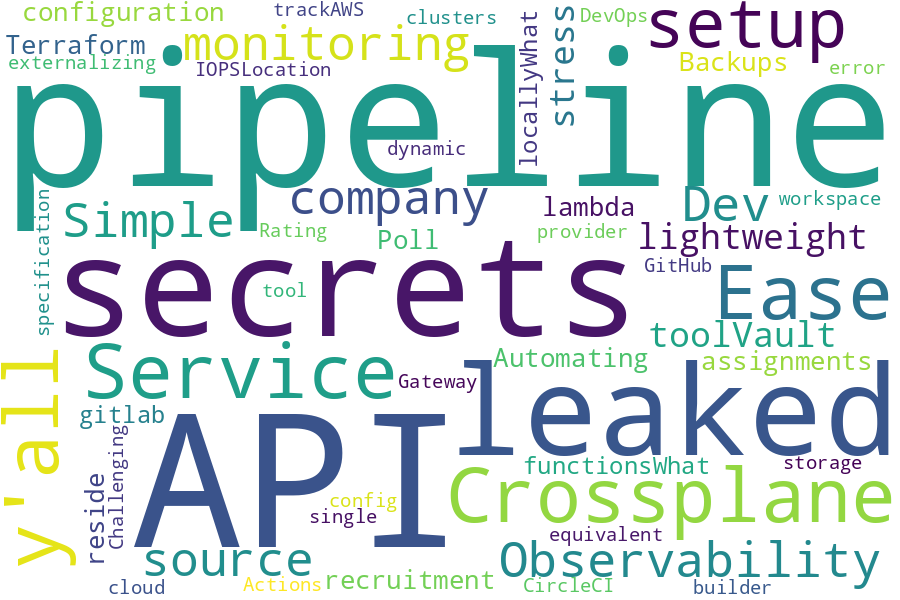 configuration
trackAWS
clusters
DevOps
setup
Terraform
monitoring
externalizing
IOPSLocation
locallyWhat
stress
Backups
error
pipeline
dynamic
company
lambda
Dev
workspace
Simple
Rating
Poll
provider
lightweight
specification
secrets
tool
GitHub
Ease
toolVault
y'all
Service
Gateway
Automating
assignments
gitlab
API
leaked
Challenging
reside
functionsWhat
storage
config
single
Crossplane
equivalent
source
Observability
cloud
Actions
recruitment
CircleCI
builder